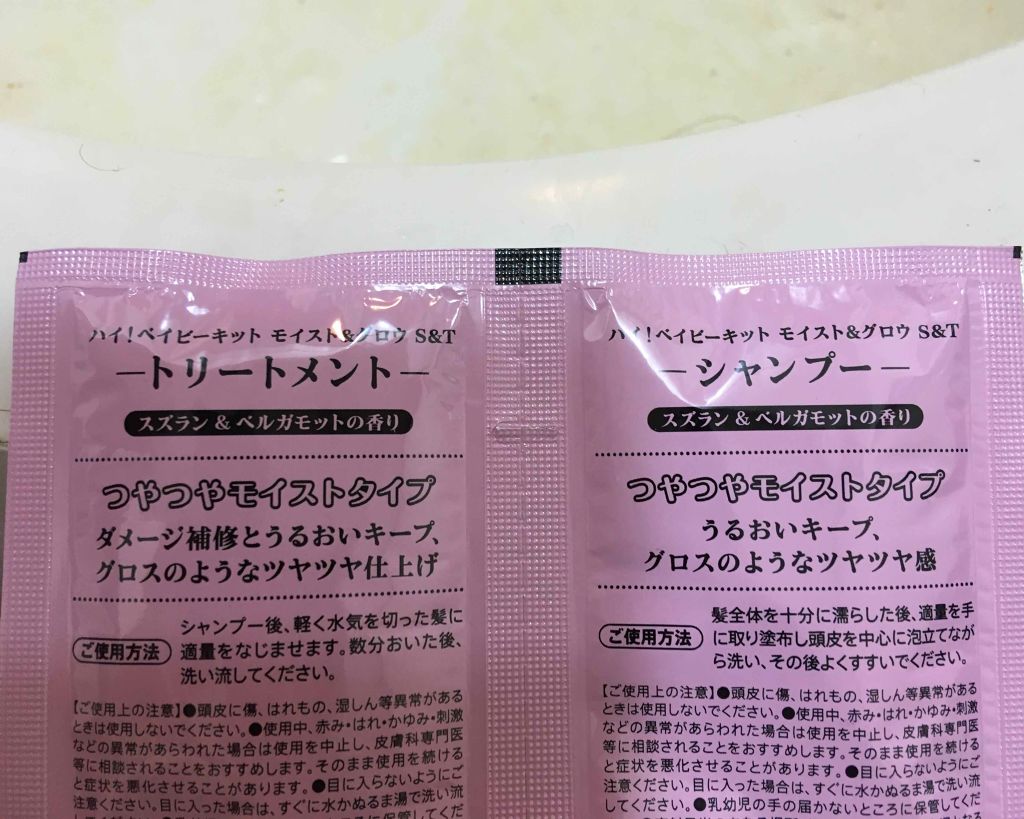 ハイ!ベイビーキット モイスト&グロウ S&T
ートリートメントー
スズラン & ベルガモットの香り
つやつやモイストタイプ
ダメージ補修とうるおいキープ、
グロスのようなツヤツヤ仕上げ
ご使用方法
シャンプー後、軽く水気を切った髪に
適量をなじませます。数分おいた後、
洗い流してください。
【ご使用上の注意】●頭皮に傷、はれもの、湿しん等異常がある
ときは使用しないでください。●使用中、赤み・はれ・かゆみ・刺激
などの異常があらわれた場合は使用を中止し、皮膚科専門医
等に相談されることをおすすめします。そのまま使用を続ける
と症状を悪化させることがあります。●目に入らないようにご
注意ください。目に入った場合は、すぐに水かぬるま湯で洗い流
ハイ!ベイビーキット モイスト&グロウ S&T
ーシャンプーー
スズラン & ベルガモットの香り
つやつやモイストタイプ
うるおいキープ、
グロスのようなツヤツヤ感
ご使用方法
髪全体を十分に濡らした後、適量を手
に取り塗布し頭皮を中心に泡立てなが
ら洗い、その後よくすすいでください。
【ご使用上の注意】●頭皮に傷、はれもの、湿しん等異常がある
ときは使用しないでください。●使用中、赤み・はれ・かゆみ・刺激
などの異常があらわれた場合は使用を中止し、皮膚科専門医
等に相談されることをおすすめします。そのまま使用を続ける
と症状を悪化させることがあります。●目に入らないようにご
注意ください。目に入った場合は、すぐに水かぬるま湯で洗い流
してください。●乳幼児の手の届かないところに保管してくだ